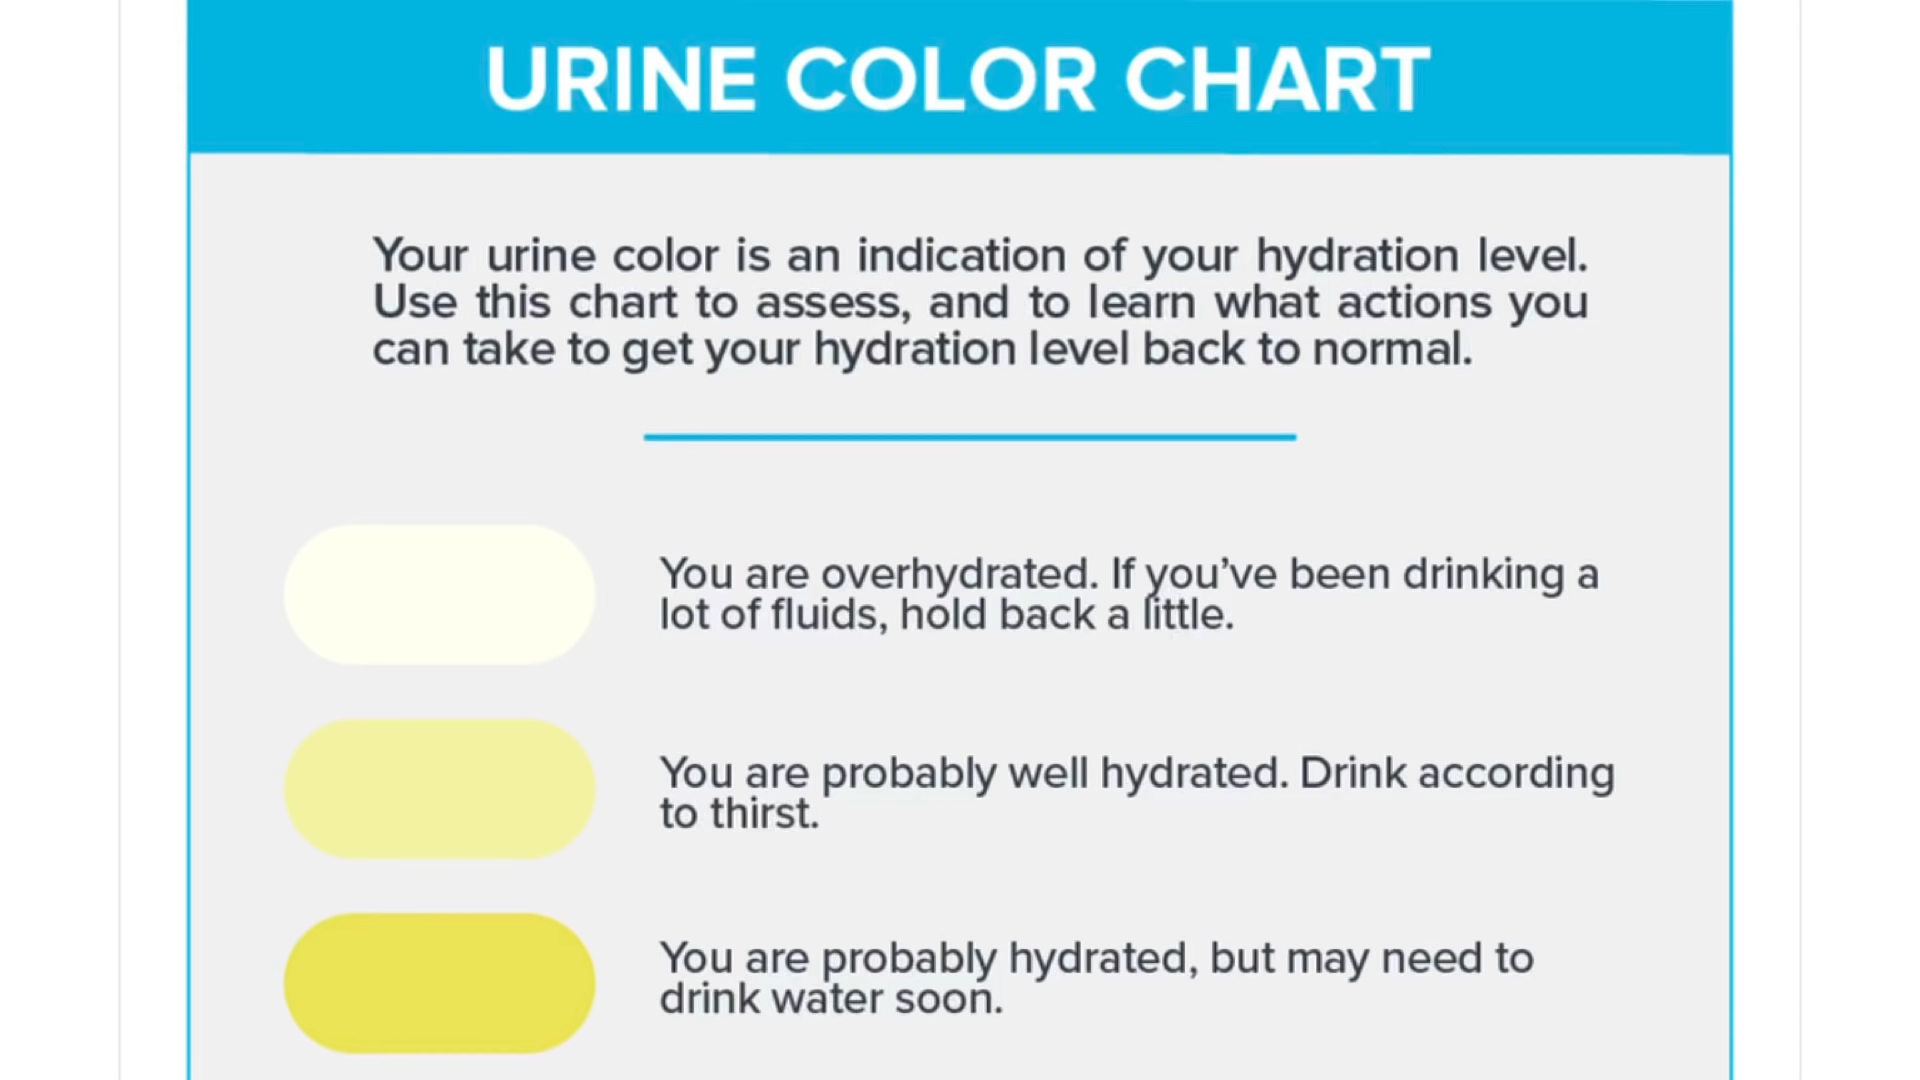 URINE COLOR CHART
Your urine color is an indication of your hydration level.
Use this chart to assess, and to learn what actions you
can take to get your hydration level back to normal.
You are overhydrated. If you’ve been drinking a
lot of fluids, hold back a little.
You are probably well hydrated. Drink according
to thirst.
You are probably hydrated, but may need to
drink water soon.